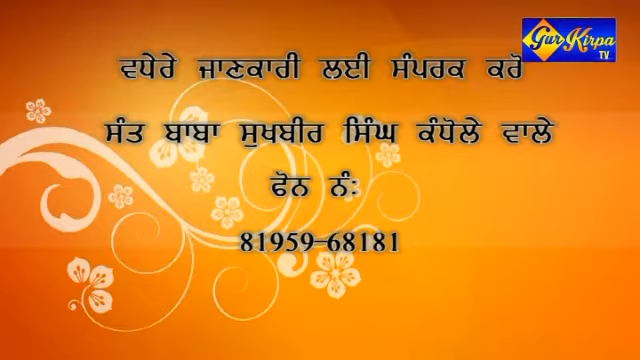 Gur Kirpa
TV
ਵਧੇਰੇ ਜਾਣਕਾਰੀ ਲਈ ਸੰਪਰਕ ਕਰੋ
ਸੰਤ ਬਾਬਾ ਸੁਖਬੀਰ ਸਿੰਘ ਕੰਧੋਲੇ ਵਾਲੇ
ਫੋਨ ਨੰ:
81959-68181